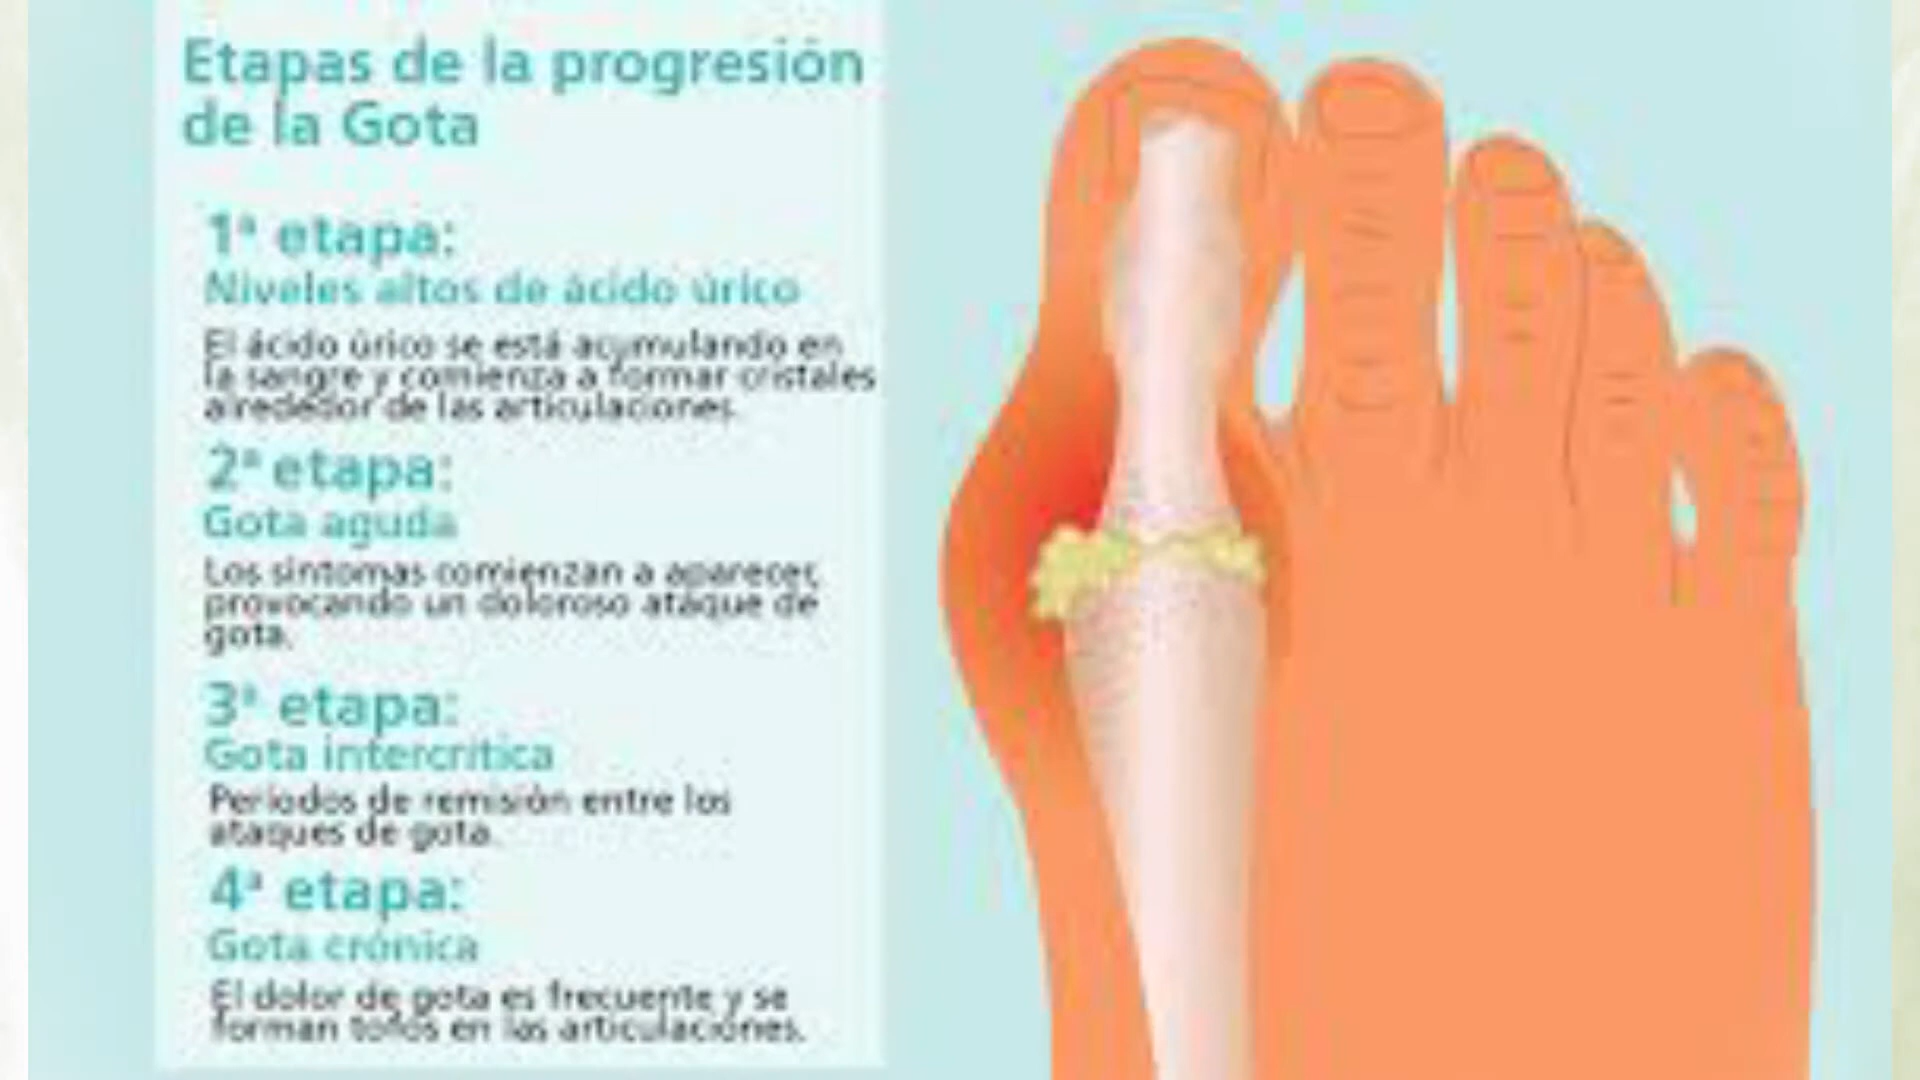 Etapas de la progresión
de la Gota
1ª etapa:
Niveles altos de ácido úrico
El ácido úrico se está acumulando en
la sangre y comienza a formar cristales
alrededor de las articulaciones.
2ª etapa:
Gota aguda
Los síntomas comienzan a aparecer,
provocando un doloroso ataque de
gota.
3ª etapa:
Gota intercrítica
Períodos de remisión entre los
ataques de gota.
4ª etapa:
Gota crónica
El dolor de gota es frecuente y se
forman tofos en las articulaciones.